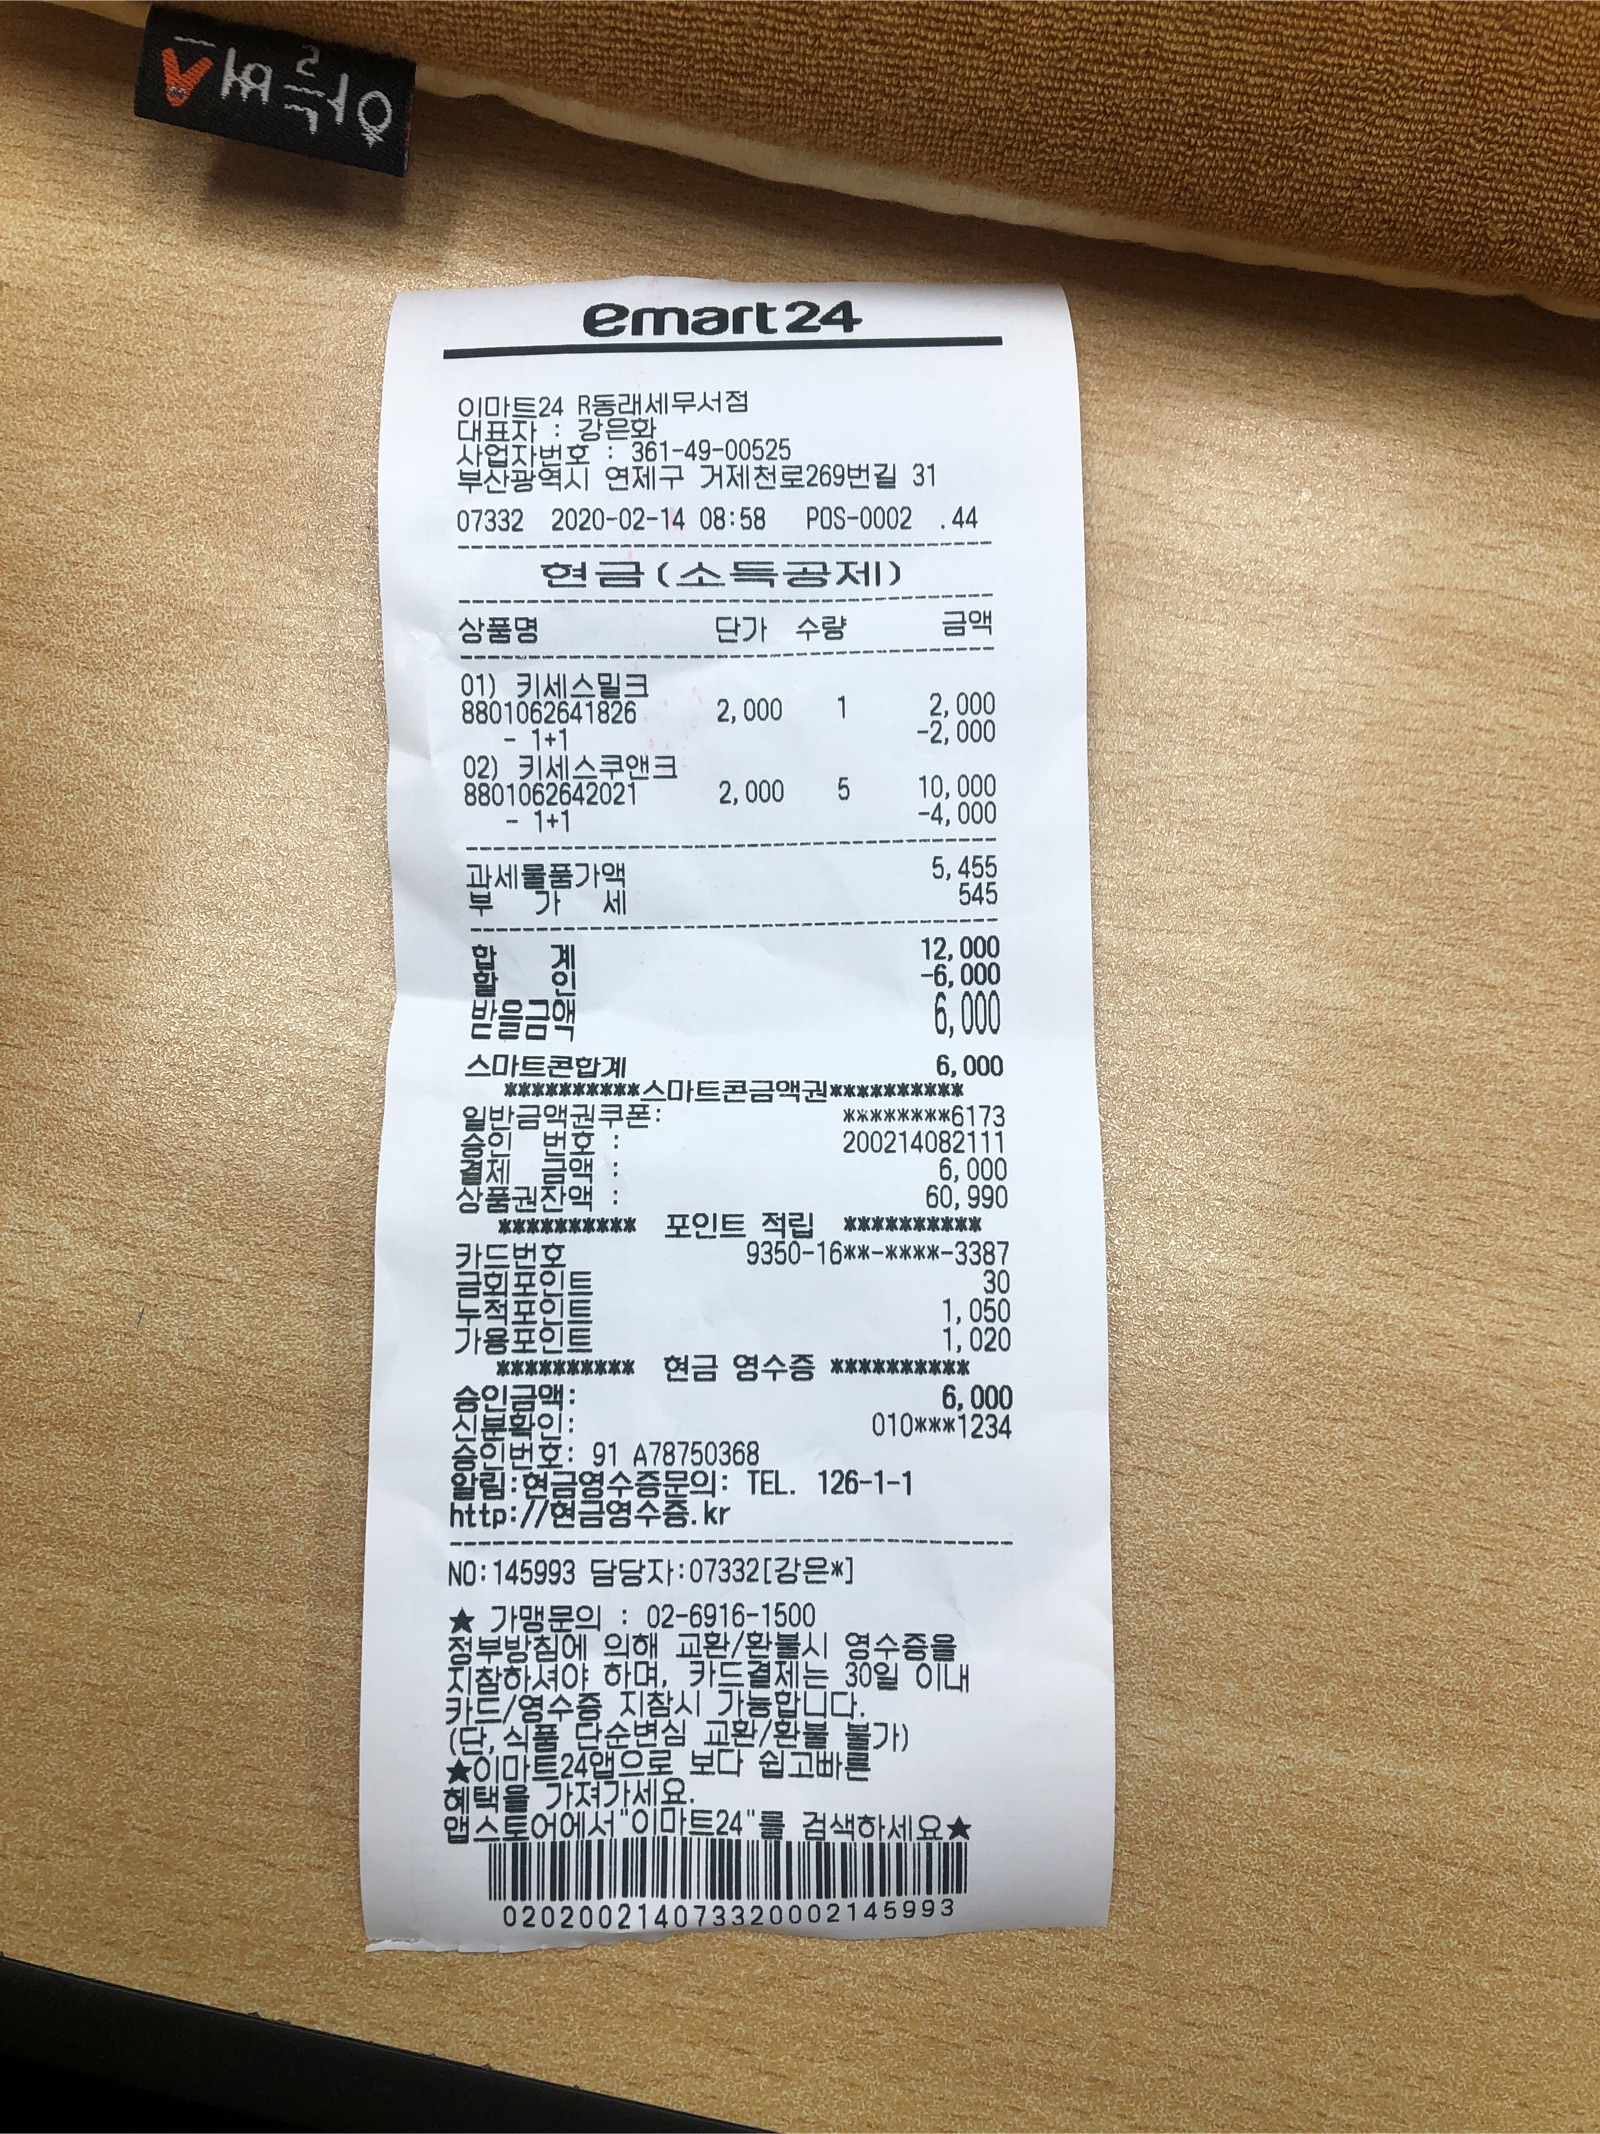 emart24
이마트24 R동래세무서점
대표자 : 강은화
사업자번호 : 361-49-00525
부산광역시 연제구 거제천로269번길 31
07332 2020-02-14 08:58 POS-0002 .44
현금(소득공제)
상품명 단가 수량 금액
01) 키세스밀크
8801062641826 2,000 1 2,000
- 1+1 -2,000
02) 키세스쿠앤크
8801062642021 2,000 5 10,000
- 1+1 -4,000
과세물품가액 5,455
부 가 세 545
합 계 12,000
할 인 -6,000
받을금액 6,000
스마트콘합계 6,000
**********스마트콘금액권**********
일반금액권쿠폰: ********6173
승인 번호 : 200214082111
결제 금액 : 6,000
상품권잔액 : 60,990
********** 포인트 적립 **********
카드번호 9350-16**-****-3387
금회포인트 30
누적포인트 1,050
가용포인트 1,020
********** 현금 영수증 **********
승인금액: 6,000
신분확인: 010***1234
승인번호: 91 A78750368
알림:현금영수증문의: TEL. 126-1-1
http://현금영수증.kr
NO:145993 담당자:07332[강은*]
★ 가맹문의 : 02-6916-1500
정부방침에 의해 교환/환불시 영수증을
지참하셔야 하며, 카드결제는 30일 이내
카드/영수증 지참시 가능합니다.
(단, 식품 단순변심 교환/환불 불가)
★이마트24앱으로 보다 쉽고빠른
혜택을 가져가세요.
앱스토어에서"이마트24"를 검색하세요★
020200214073320002145993